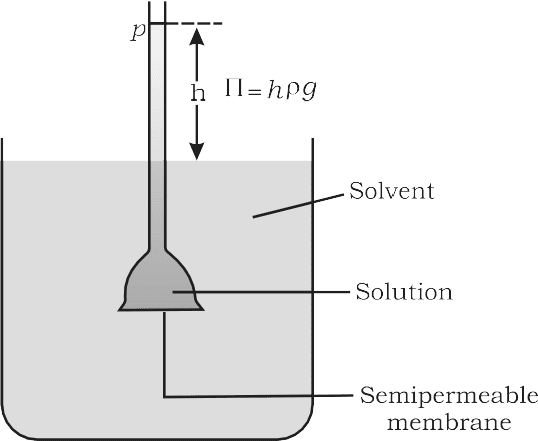 p
h Π = hρg
Solvent
Solution
Semipermeable
membrane